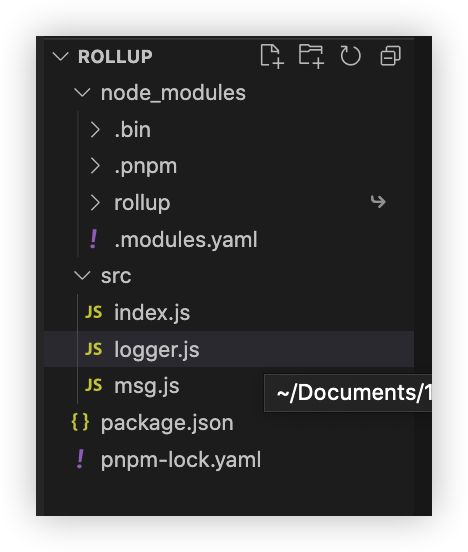 ROLLUP
node_modules
.bin
.pnpm
rollup
! .modules.yaml
src
JS index.js
JS logger.js
JS msg.js
~/Documents/1
{} package.json
! pnpm-lock.yaml